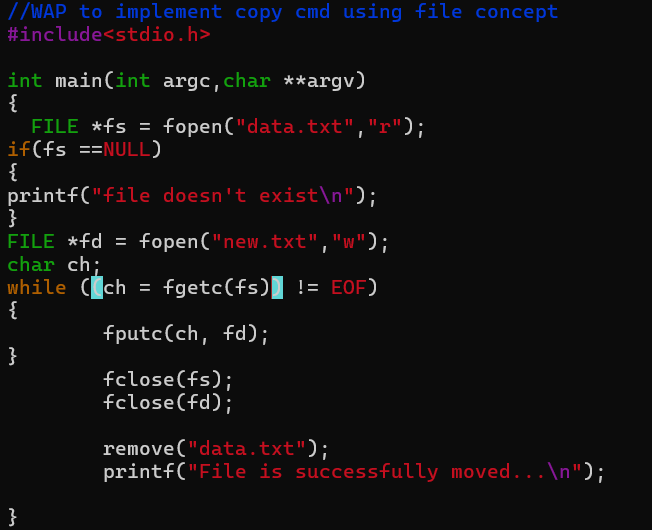 //WAP to implement copy cmd using file concept
#include<stdio.h>
int main(int argc,char **argv)
{
FILE *fs = fopen("data.txt","r");
if(fs ==NULL)
{
printf("file doesn't exist\n");
}
FILE *fd = fopen("new.txt","w");
char ch;
while ((ch = fgetc(fs)) != EOF)
{
fputc(ch, fd);
}
fclose(fs);
fclose(fd);
remove("data.txt");
printf("File is successfully moved...\n");
}